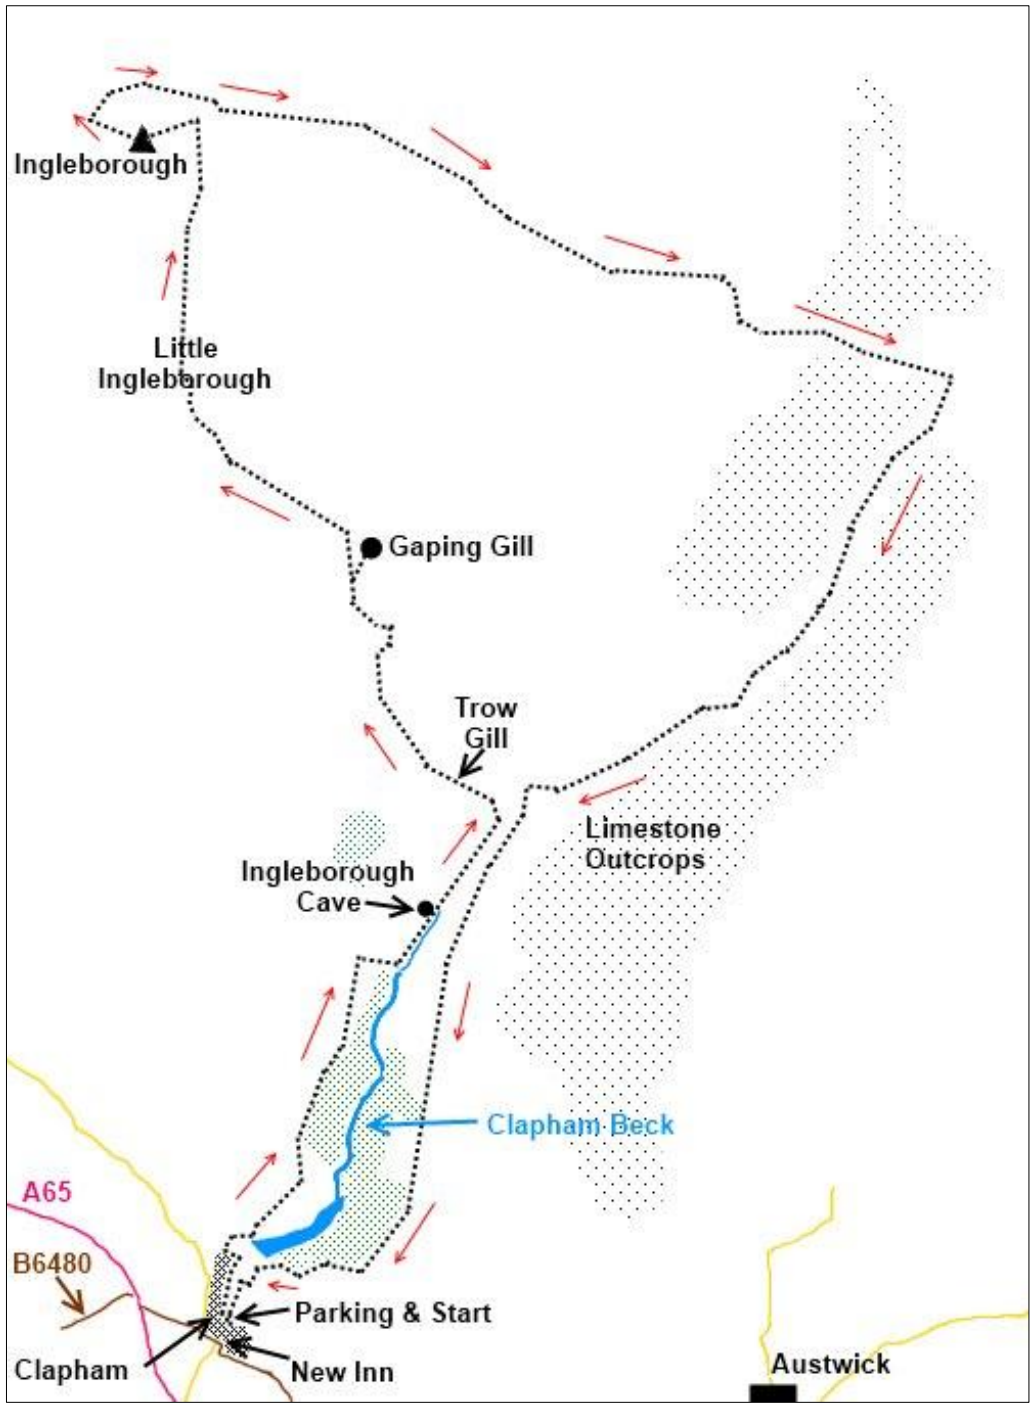 Ingleborough
Little
Ingleborough
Gaping Gill
Trow
Gill
Limestone
Outcrops
Ingleborough
Cave
Clapham Beck
A65
B6480
Parking & Start
Clapham
New Inn
Austwick